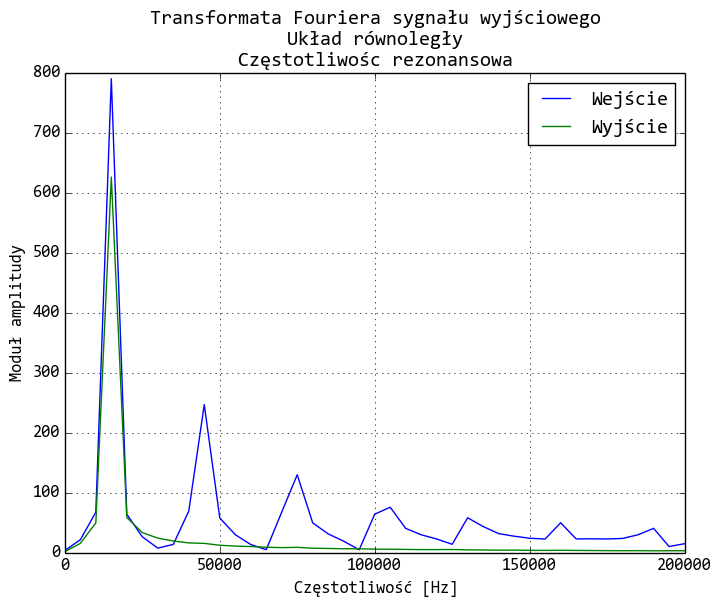 Transformata Fouriera sygnału wyjściowego
Układ równoległy
Częstotliwośc rezonansowa
800
700
600
500
400
300
200
100
0
Moduł amplitudy
Wejście
Wyjście
0
50000
100000
150000
200000
Częstotliwość [Hz]